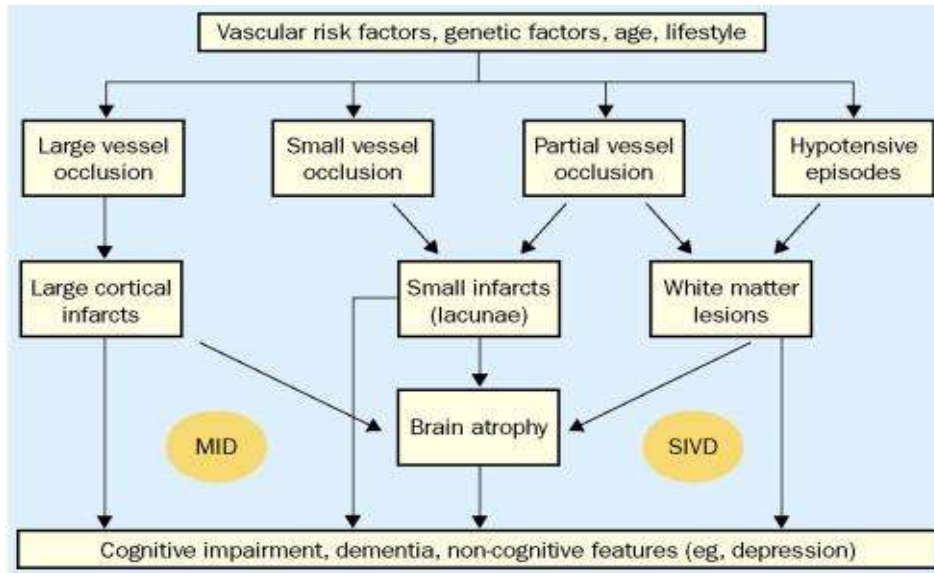 Vascular risk factors, genetic factors, age, lifestyle
Large vessel
occlusion
Small vessel
occlusion
Partial vessel
occlusion
Hypotensive
episodes
Large cortical
infarcts
Small infarcts
(lacunae)
White matter
lesions
Brain atrophy
MID
SIVD
Cognitive impairment, dementia, non-cognitive features (eg, depression)